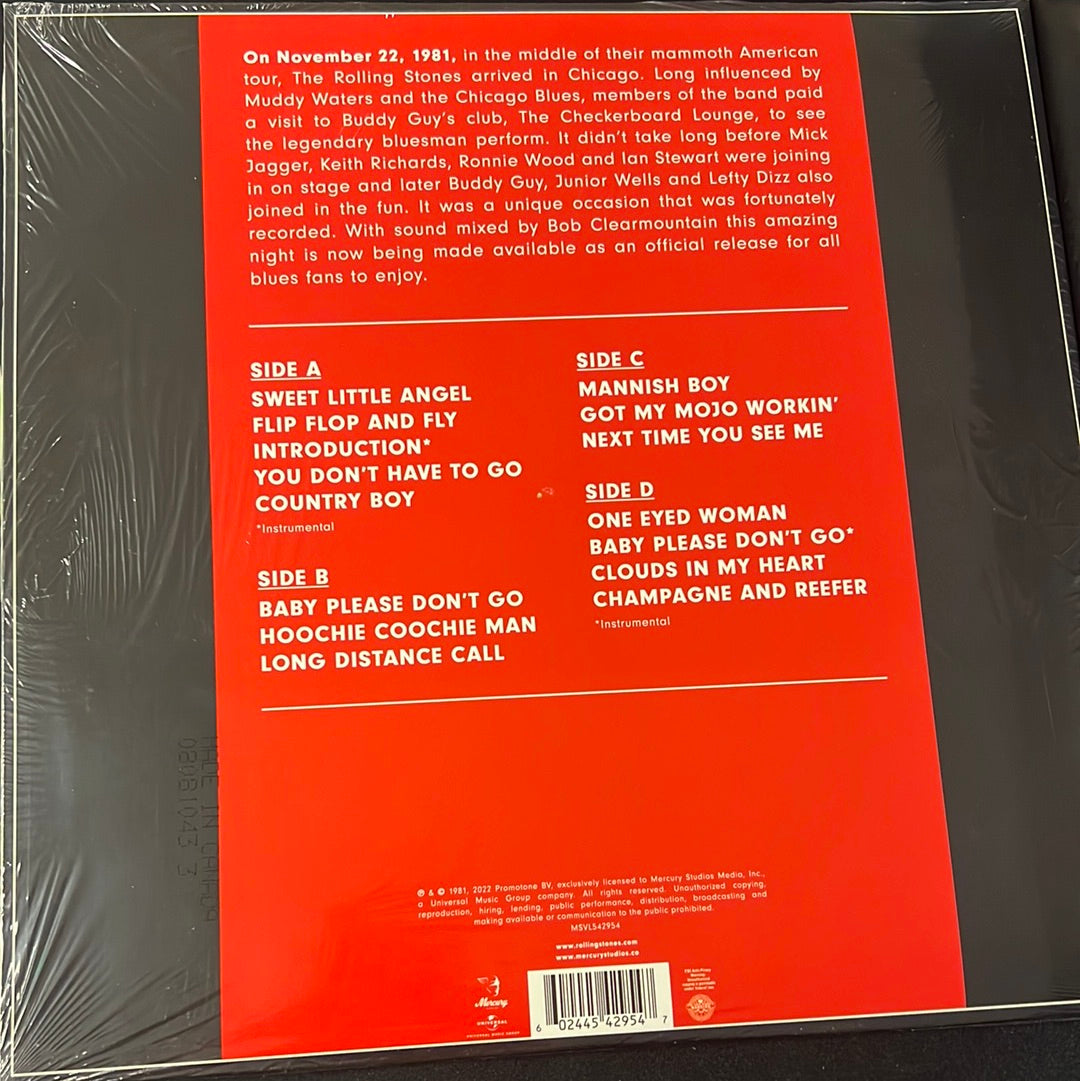 On November 22, 1981, in the middle of their mammoth American
tour, The Rolling Stones arrived in Chicago. Long influenced by
Muddy Waters and the Chicago Blues, members of the band paid
a visit to Buddy Guy's club, The Checkerboard Lounge, to see
the legendary bluesman perform. It didn't take long before Mick
Jagger, Keith Richards, Ronnie Wood and Ian Stewart were joining
in on stage and later Buddy Guy, Junior Wells and Lefty Dizz also
joined in the fun. It was a unique occasion that was fortunately
recorded. With sound mixed by Bob Clearmountain this amazing
night is now being made available as an official release for all
blues fans to enjoy.
SIDE A
SWEET LITTLE ANGEL
FLIP FLOP AND FLY
INTRODUCTION*
YOU DON'T HAVE TO GO
COUNTRY BOY
*Instrumental
SIDE B
BABY PLEASE DON'T GO
HOOCHIE COOCHIE MAN
LONG DISTANCE CALL
SIDE C
MANNISH BOY
GOT MY MOJO WORKIN'
NEXT TIME YOU SEE ME
SIDE D
ONE EYED WOMAN
BABY PLEASE DON'T GO*
CLOUDS IN MY HEART
CHAMPAGNE AND REEFER
*Instrumental
MADE IN CANADA
08081043 3
℗ & © 1981, 2022 Promotone BV, exclusively licensed to Mercury Studios Media, Inc.,
a Universal Music Group company. All rights reserved. Unauthorized copying,
reproduction, hiring, lending, public performance, distribution, broadcasting and
making available or communication to the public prohibited.
MSVL542954
www.rollingstones.com
www.mercurystudios.co
Mercury
UNIVERSAL
UNIVERSAL MUSIC GROUP
6 02445 42954 7